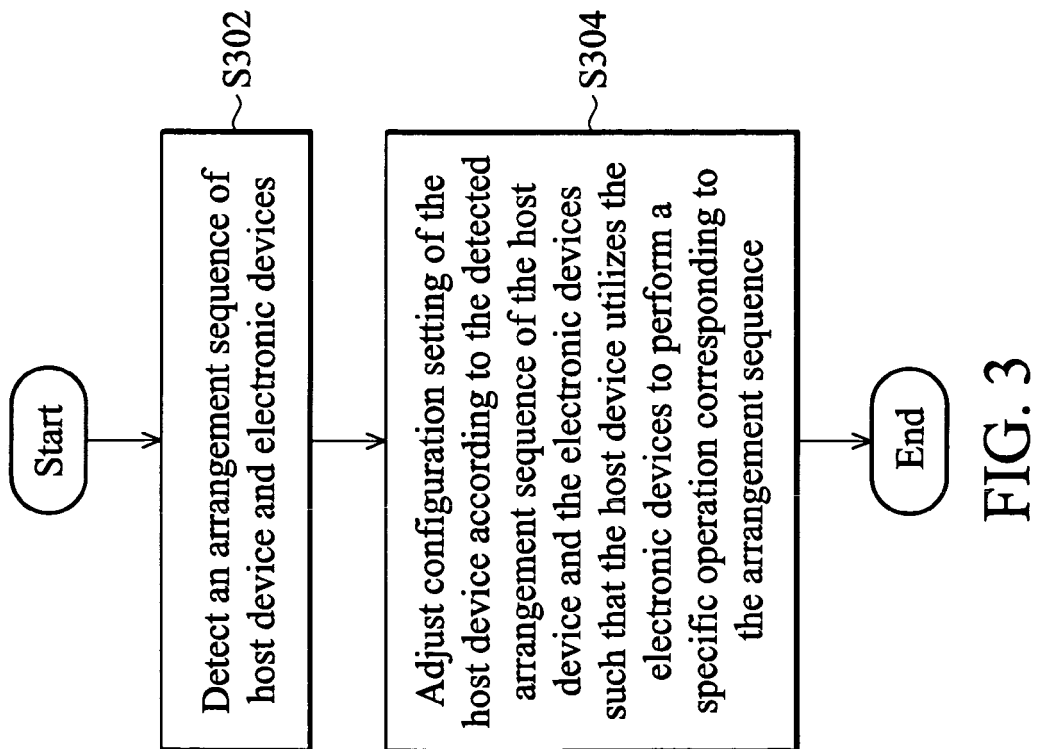 Start
Detect an arrangement sequence of
host device and electronic devices
S302
Adjust configuration setting of the
host device according to the detected
arrangement sequence of the host
device and the electronic devices
such that the host device utilizes the
electronic devices to perform a
specific operation corresponding to
the arrangement sequence
S304
End
FIG. 3